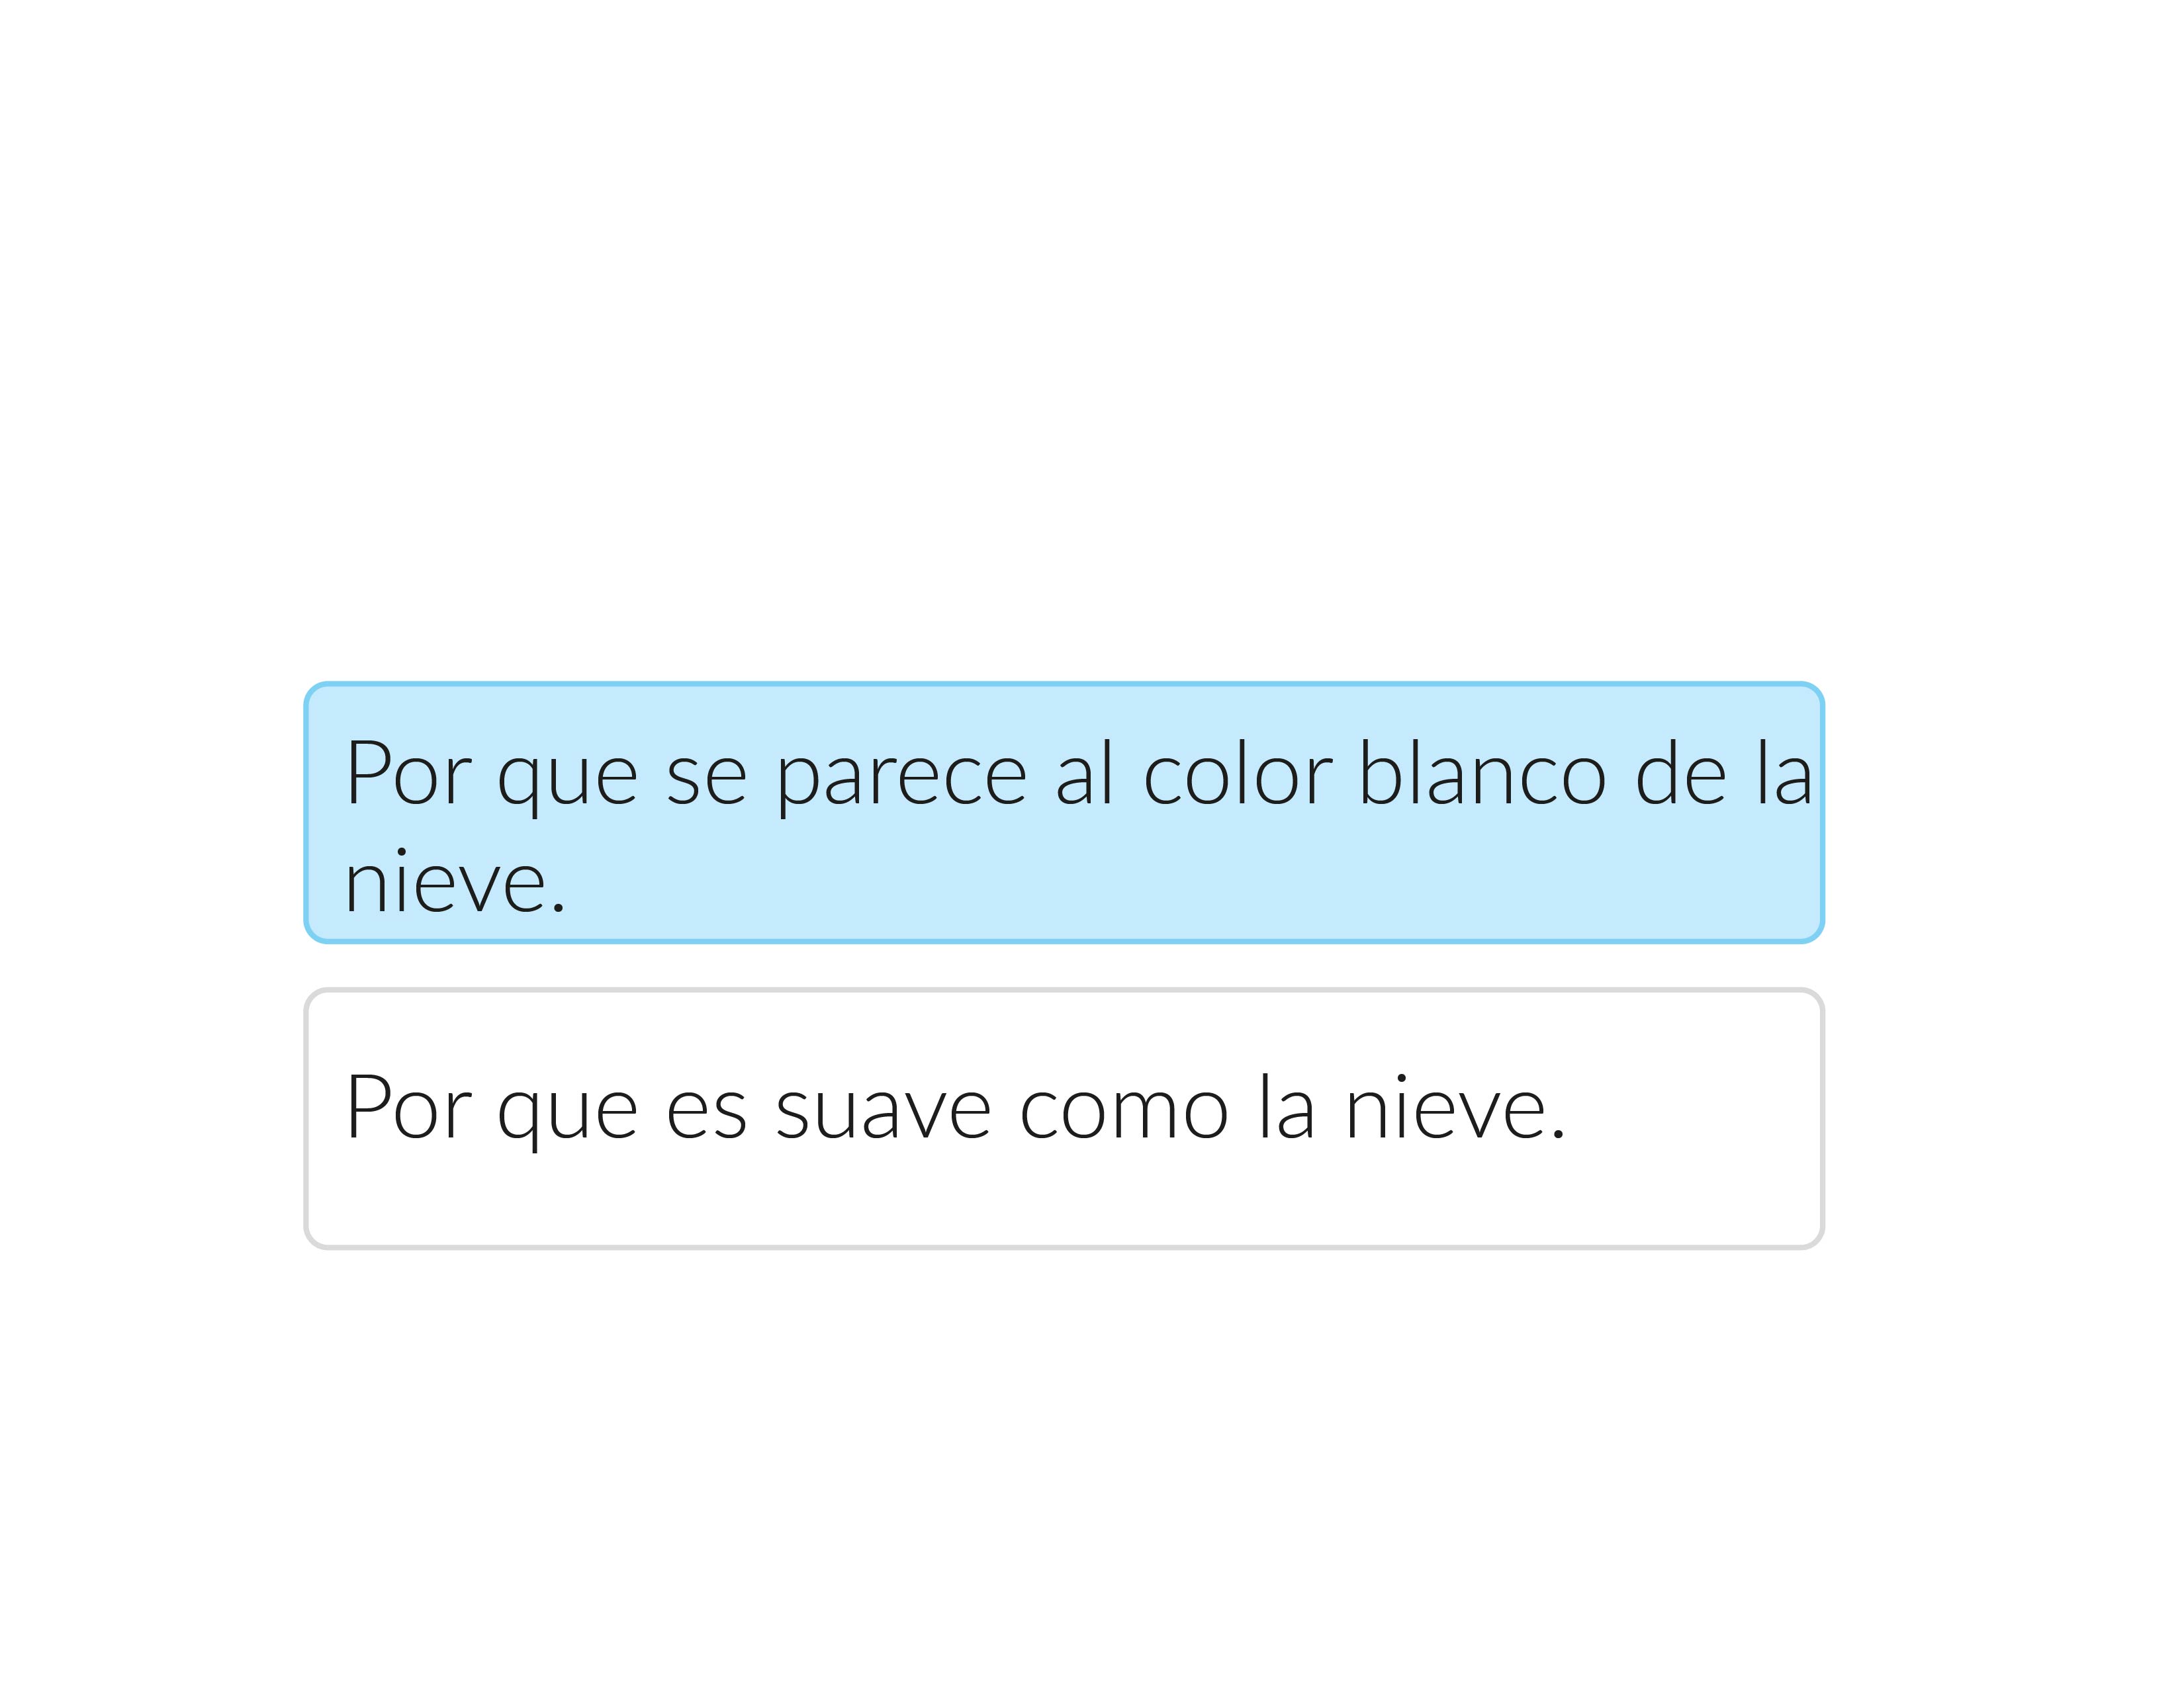 Por que se parece al color blanco de la
nieve.
Por que es suave como la nieve.